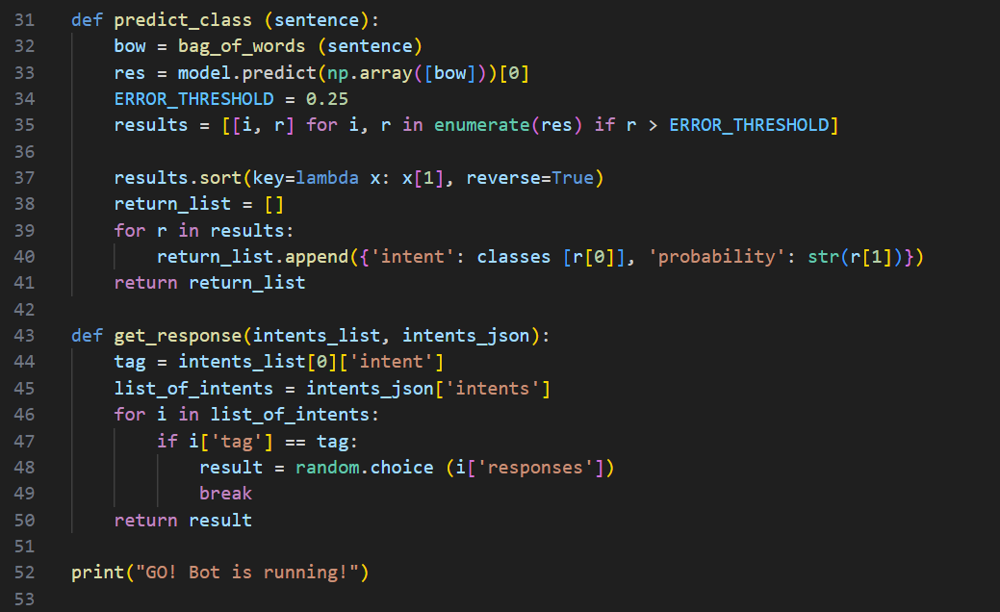 31 def predict_class (sentence):
32     bow = bag_of_words (sentence)
33     res = model.predict(np.array([bow]))[0]
34     ERROR_THRESHOLD = 0.25
35     results = [[i, r] for i, r in enumerate(res) if r > ERROR_THRESHOLD]
36
37     results.sort(key=lambda x: x[1], reverse=True)
38     return_list = []
39     for r in results:
40         return_list.append({'intent': classes [r[0]], 'probability': str(r[1])})
41     return return_list
42
43 def get_response(intents_list, intents_json):
44     tag = intents_list[0]['intent']
45     list_of_intents = intents_json['intents']
46     for i in list_of_intents:
47         if i['tag'] == tag:
48             result = random.choice (i['responses'])
49             break
50     return result
51
52 print("GO! Bot is running!")
53